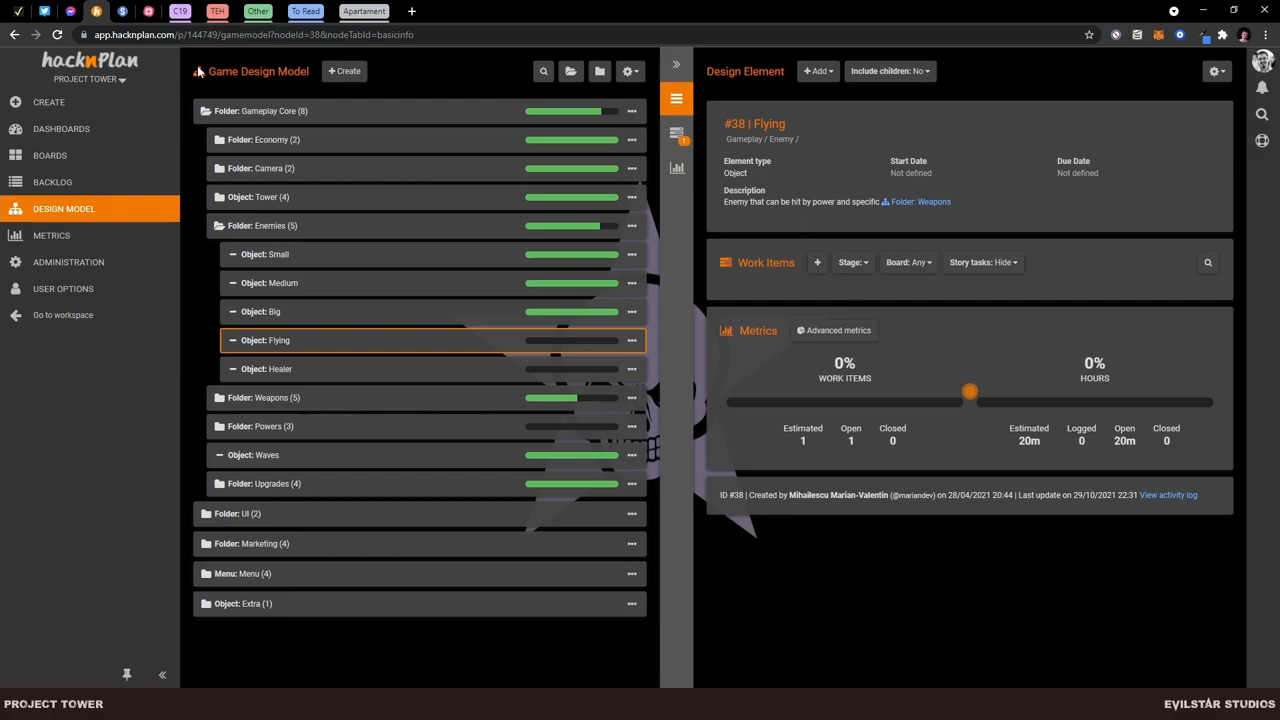 C19
TEH
Other
To Read
Apartament
app.hacknplan.com/p/144749/gamemodel?nodeId=38&nodeTabId=basicinfo
hacknPlan
PROJECT TOWER
CREATE
DASHBOARDS
BOARDS
BACKLOG
DESIGN MODEL
METRICS
ADMINISTRATION
USER OPTIONS
Go to workspace
Game Design Model
+ Create
Folder: Gameplay Core (8)
Folder: Economy (2)
Folder: Camera (2)
Object: Tower (4)
Folder: Enemies (5)
Object: Small
Object: Medium
Object: Big
Object: Flying
Object: Healer
Folder: Weapons (5)
Folder: Powers (3)
Object: Waves
Folder: Upgrades (4)
Folder: UI (2)
Folder: Marketing (4)
Menu: Menu (4)
Object: Extra (1)
1
Design Element
+ Add
Include children: No
#38 | Flying
Gameplay / Enemy /
Element type Start Date Due Date
Object Not defined Not defined
Description
Enemy that can be hit by power and specific Folder: Weapons
Work Items + Stage: Board: Any Story tasks: Hide
Metrics Advanced metrics
0% 0%
WORK ITEMS HOURS
Estimated Open Closed Estimated Logged Open Closed
1 1 0 20m 0 20m 0
ID #38 | Created by Mihailescu Marian-Valentin (@mariandev) on 28/04/2021 20:44 | Last update on 29/10/2021 22:31 View activity log
PROJECT TOWER
EVILSTAR STUDIOS